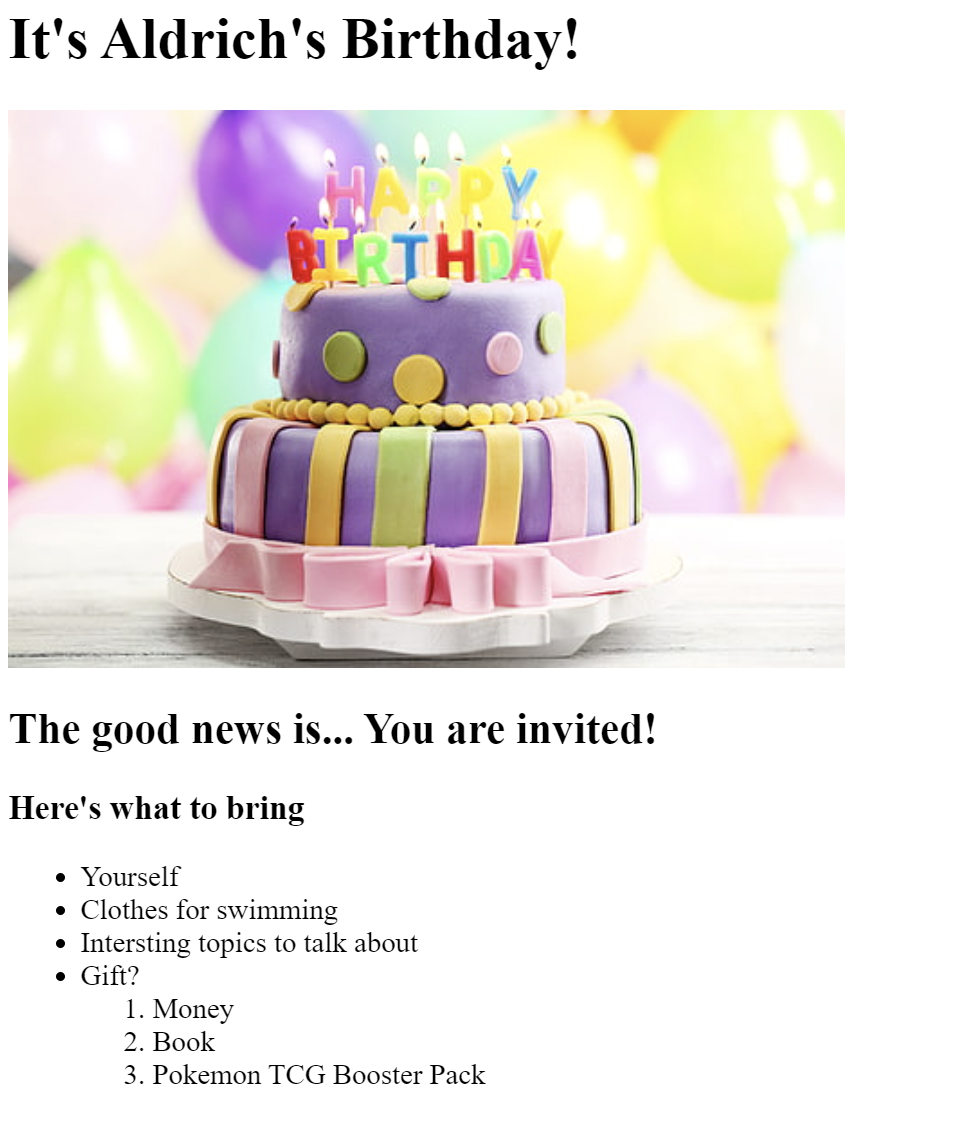 It's Aldrich's Birthday!
HAPPY
BIRTHDAY
The good news is... You are invited!
Here's what to bring
• Yourself
• Clothes for swimming
• Intersting topics to talk about
• Gift?
1. Money
2. Book
3. Pokemon TCG Booster Pack